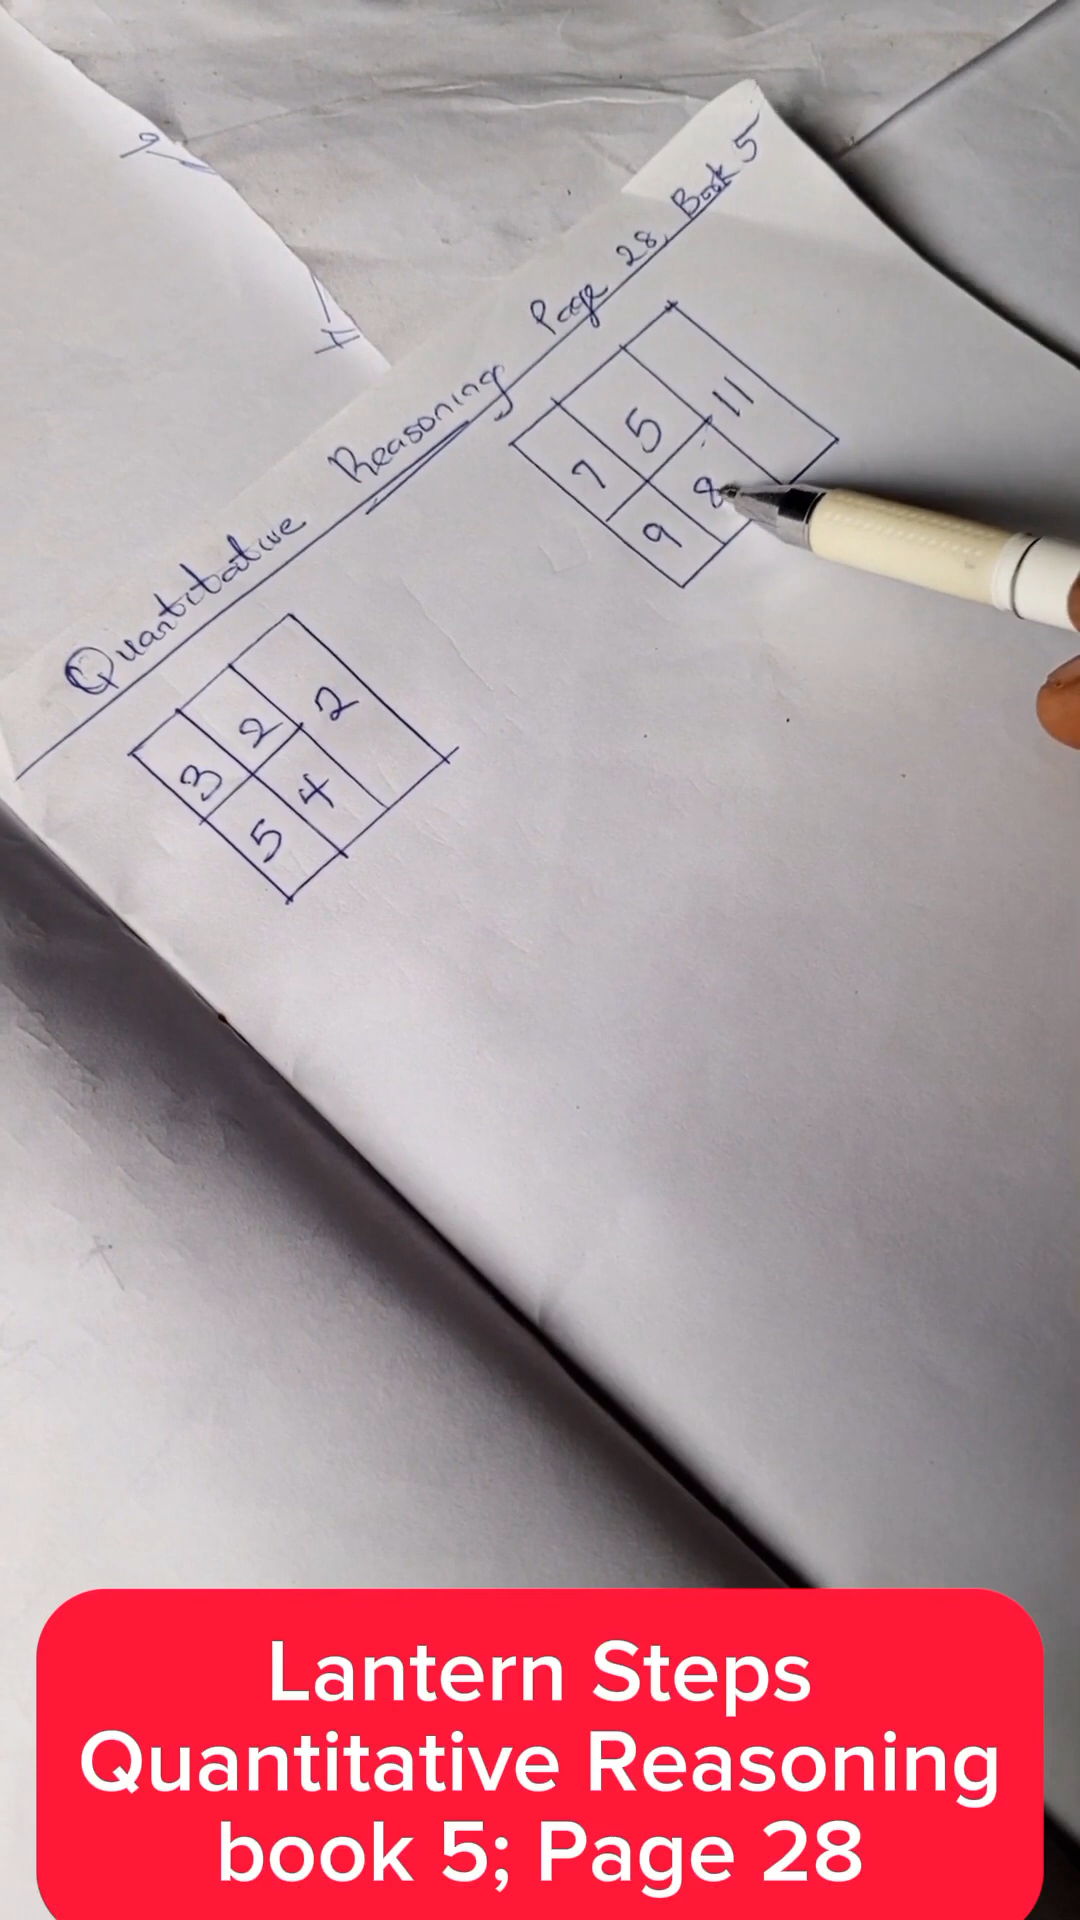 Quantitative Reasoning Page 28, Book 5
3 2 2
5 4
7 5 11
9 8
Lantern Steps
Quantitative Reasoning
book 5; Page 28